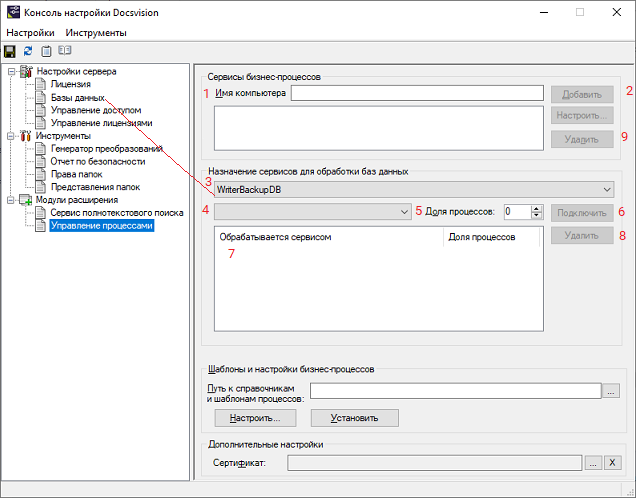 Консоль настройки Docsvision
Настройки Инструменты
Настройки сервера
Лицензия
Базы данных
Управление доступом
Управление лицензиями
Инструменты
Генератор преобразований
Отчет по безопасности
Права папок
Представления папок
Модули расширения
Сервис полнотекстового поиска
Управление процессами
Сервисы бизнес-процессов
1 Имя компьютера Добавить 2
Настроить...
Удалить 9
Назначение сервисов для обработки баз данных
3 WriterBackupDB
4 5 Доля процессов: 0 Подключить 6
Обрабатывается сервисом Доля процессов Удалить 8
7
Шаблоны и настройки бизнес-процессов
Путь к справочникам
и шаблонам процессов: ...
Настроить... Установить
Дополнительные настройки
Сертификат: ... X